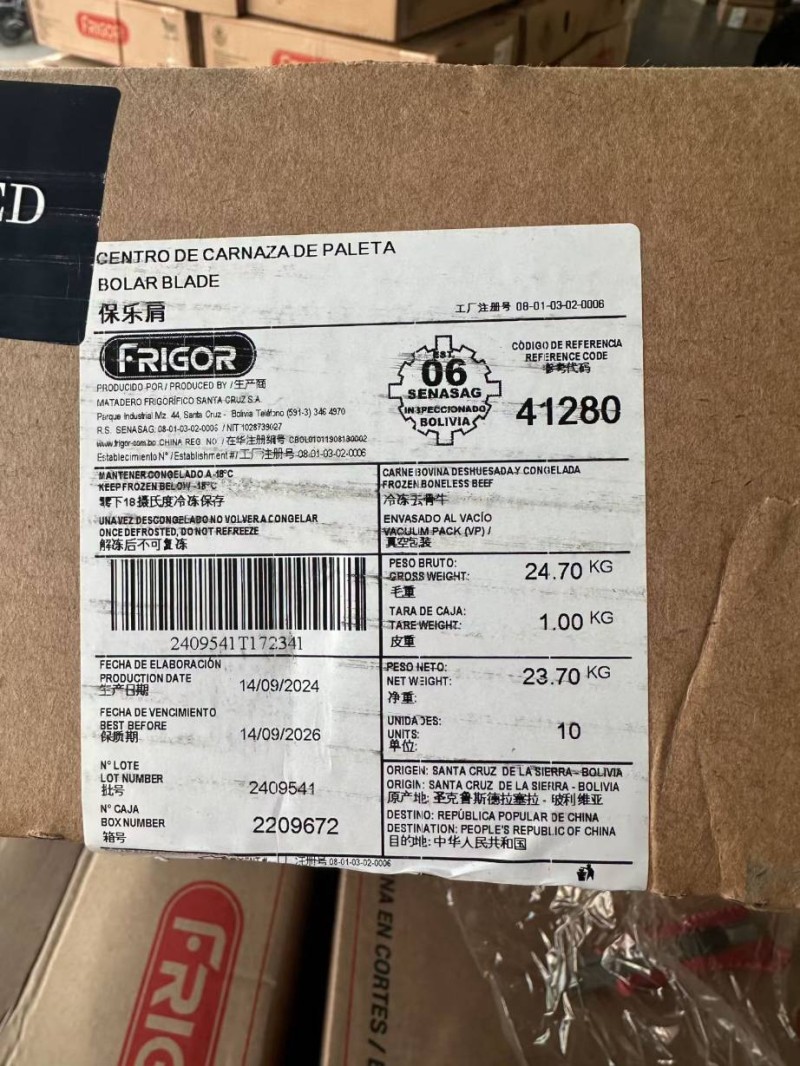 FRIGOR
ED
CENTRO DE CARNAZA DE PALETA
BOLAR BLADE
保乐肩
工厂注册号 08-01-03-02-0006
FRIGOR
PRODUCIDO POR / PRODUCED BY / 生产商
MATADERO FRIGORÍFICO SANTA CRUZ S.A.
Parque Industrial Mz. 44, Santa Cruz - Bolivia Teléfono (591-3) 346 4970
R.S. SENASAG: 08-01-03-02-0006 / NIT 1028739027
www.frigor.com.bo CHINA REG. NO / 在华注册编号 CBOL01011908130002
Establecimiento N° / Establishment # / 工厂注册号 08-01-03-02-0006
EST.
06
SENASAG
INSPECCIONADO
BOLIVIA
CÓDIGO DE REFERENCIA
REFERENCE CODE
参考代码
41280
MANTENER CONGELADO A -18°C
KEEP FROZEN BELOW -18°C
零下18摄氏度冷冻保存
UNA VEZ DESCONGELADO NO VOLVER A CONGELAR
ONCE DEFROSTED, DO NOT REFREEZE
解冻后不可复冻
CARNE BOVINA DESHUESADA Y CONGELADA
FROZEN BONELESS BEEF
冷冻去骨牛
ENVASADO AL VACÍO
VACUUM PACK (VP) /
真空包装
2409541T172341
PESO BRUTO:
GROSS WEIGHT:
毛重
24.70 KG
TARA DE CAJA:
TARE WEIGHT:
皮重
1.00 KG
PESO NETO:
NET WEIGHT:
净重:
23.70 KG
UNIDADES:
UNITS:
单位:
10
FECHA DE ELABORACIÓN
PRODUCTION DATE
生产日期
14/09/2024
FECHA DE VENCIMIENTO
BEST BEFORE
保质期
14/09/2026
N° LOTE
LOT NUMBER
批号
2409541
N° CAJA
BOX NUMBER
箱号
2209672
ORIGEN: SANTA CRUZ DE LA SIERRA - BOLIVIA
ORIGIN: SANTA CRUZ DE LA SIERRA - BOLIVIA
原产地: 圣克鲁斯德拉塞拉 - 玻利维亚
DESTINO: REPÚBLICA POPULAR DE CHINA
DESTINATION: PEOPLE'S REPUBLIC OF CHINA
目的地: 中华人民共和国
注册号 08-01-03-02-0006
FRIG
NA EN CORTES /